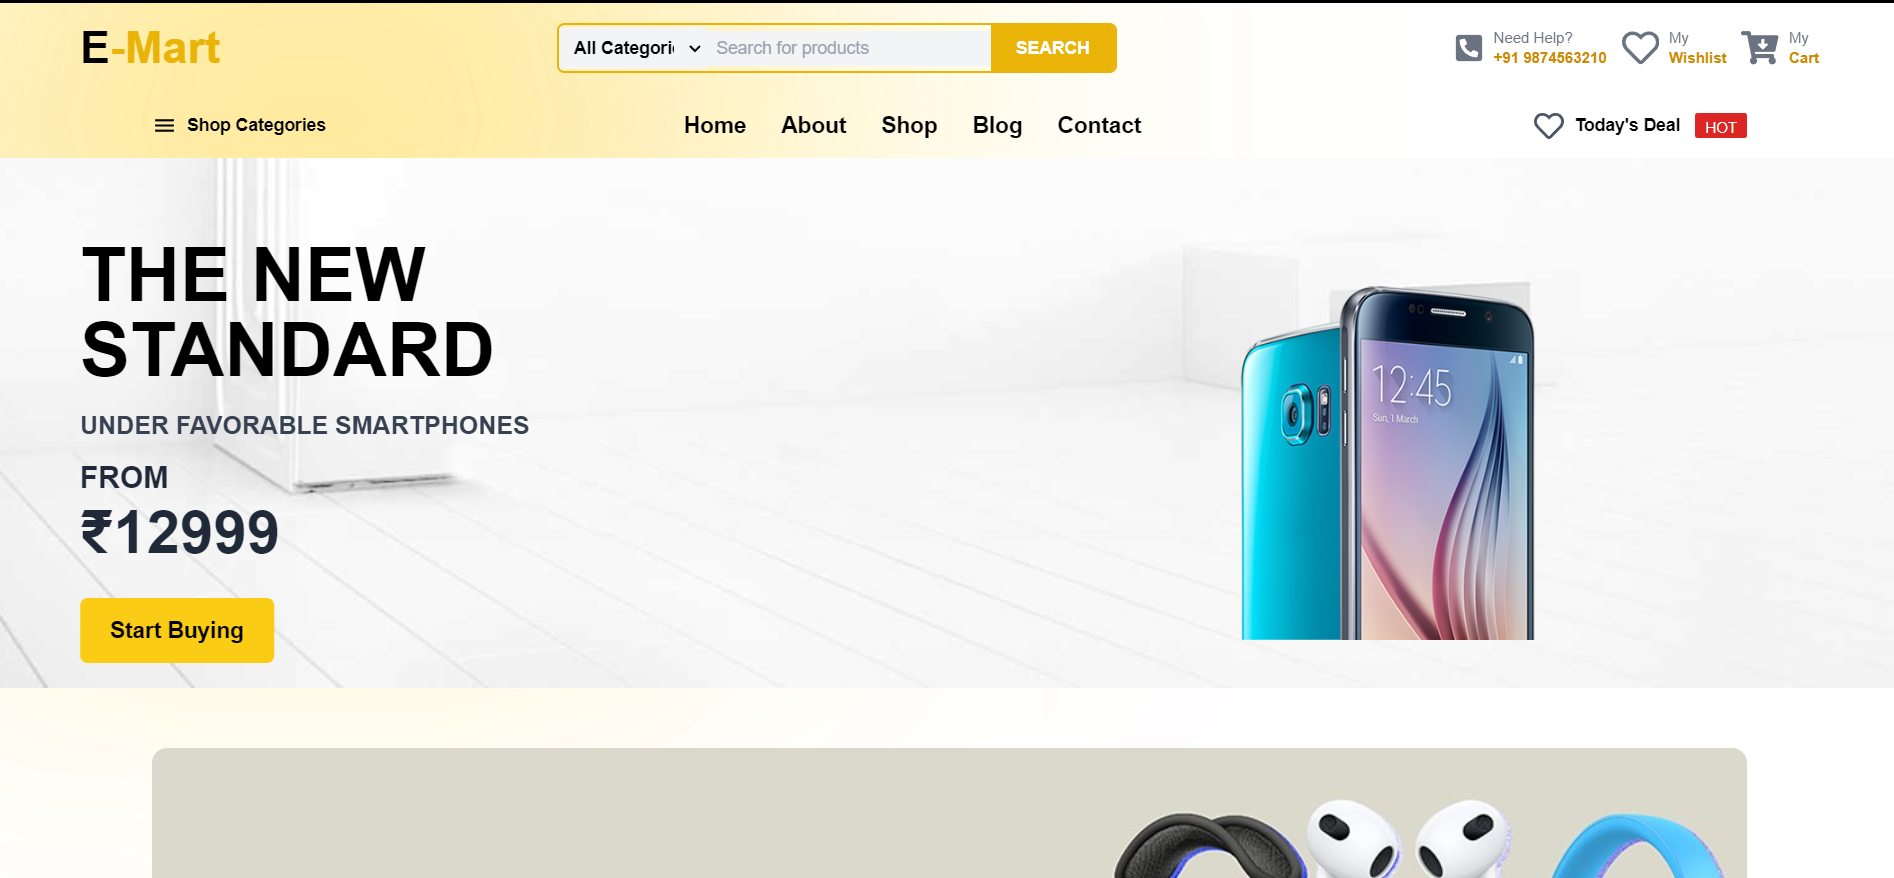 E-Mart
All Categori
Search for products
SEARCH
Need Help?
+91 9874563210
My
Wishlist
My
Cart
Shop Categories
Home
About
Shop
Blog
Contact
Today's Deal
HOT
THE NEW
STANDARD
UNDER FAVORABLE SMARTPHONES
FROM
₹12999
Start Buying
12:45
Sun, 1 March